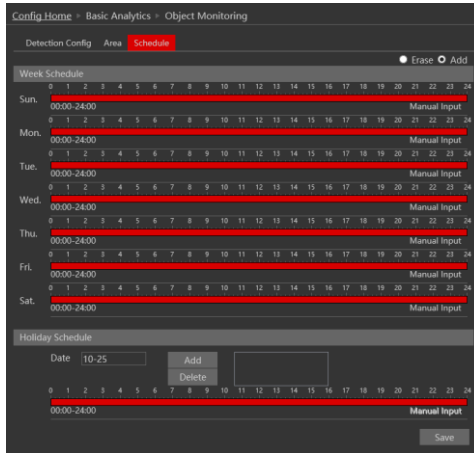 Config Home ▸ Basic Analytics ▸ Object Monitoring
Detection Config Area Schedule
Erase Add
Week Schedule
0 1 2 3 4 5 6 7 8 9 10 11 12 13 14 15 16 17 18 19 20 21 22 23 24
Sun.
00:00-24:00 Manual Input
0 1 2 3 4 5 6 7 8 9 10 11 12 13 14 15 16 17 18 19 20 21 22 23 24
Mon.
00:00-24:00 Manual Input
0 1 2 3 4 5 6 7 8 9 10 11 12 13 14 15 16 17 18 19 20 21 22 23 24
Tue.
00:00-24:00 Manual Input
0 1 2 3 4 5 6 7 8 9 10 11 12 13 14 15 16 17 18 19 20 21 22 23 24
Wed.
00:00-24:00 Manual Input
0 1 2 3 4 5 6 7 8 9 10 11 12 13 14 15 16 17 18 19 20 21 22 23 24
Thu.
00:00-24:00 Manual Input
0 1 2 3 4 5 6 7 8 9 10 11 12 13 14 15 16 17 18 19 20 21 22 23 24
Fri.
00:00-24:00 Manual Input
0 1 2 3 4 5 6 7 8 9 10 11 12 13 14 15 16 17 18 19 20 21 22 23 24
Sat.
00:00-24:00 Manual Input
Holiday Schedule
Date 10-25 Add
Delete
0 1 2 3 4 5 6 7 8 9 10 11 12 13 14 15 16 17 18 19 20 21 22 23 24
00:00-24:00 Manual Input
Save